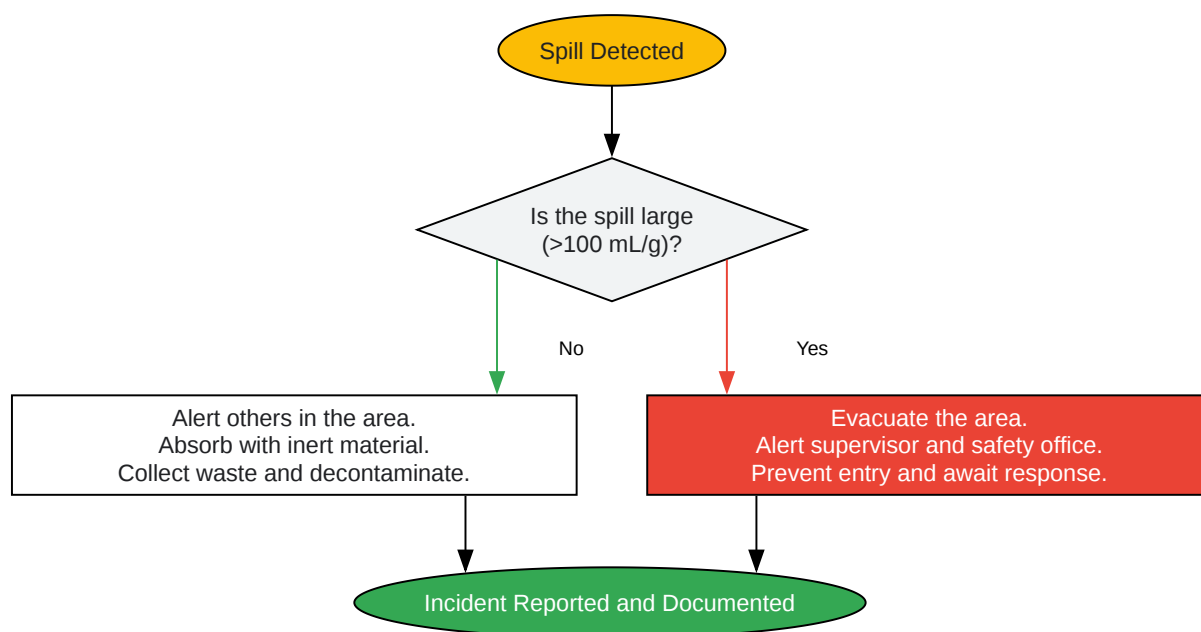 Spill Detected
Is the spill large
(>100 mL/g)?
No
Yes
Alert others in the area.
Absorb with inert material.
Collect waste and decontaminate.
Evacuate the area.
Alert supervisor and safety office.
Prevent entry and await response.
Incident Reported and Documented